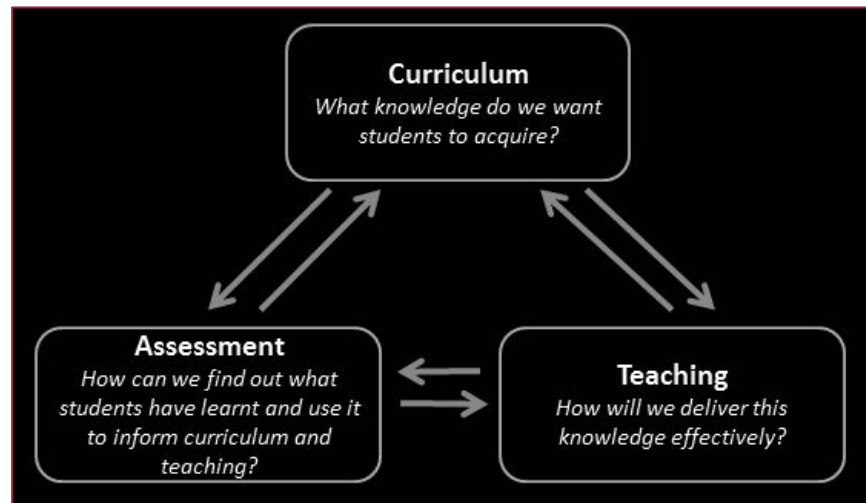 Curriculum
What knowledge do we want
students to acquire?
Assessment
How can we find out what
students have learnt and use it
to inform curriculum and
teaching?
Teaching
How will we deliver this
knowledge effectively?